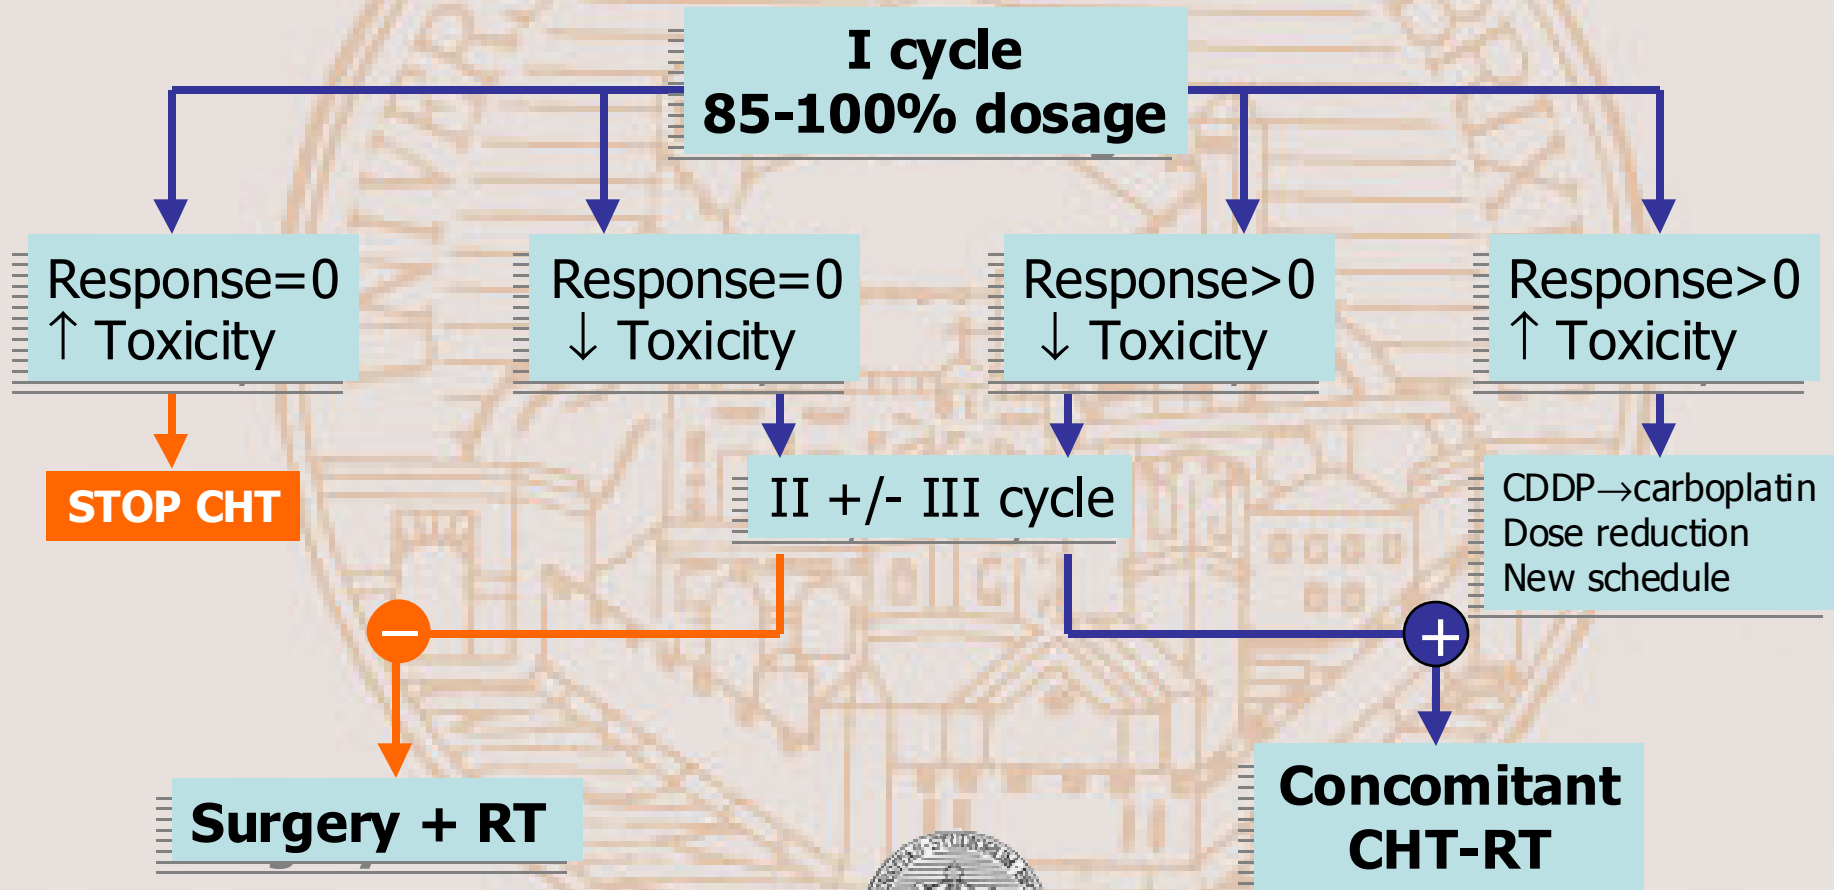 I cycle
85-100% dosage
Response=0
↑ Toxicity
Response=0
↓ Toxicity
Response>0
↓ Toxicity
Response>0
↑ Toxicity
STOP CHT
II +/- III cycle
CDDP→carboplatin
Dose reduction
New schedule
−
+
Surgery + RT
Concomitant
CHT-RT